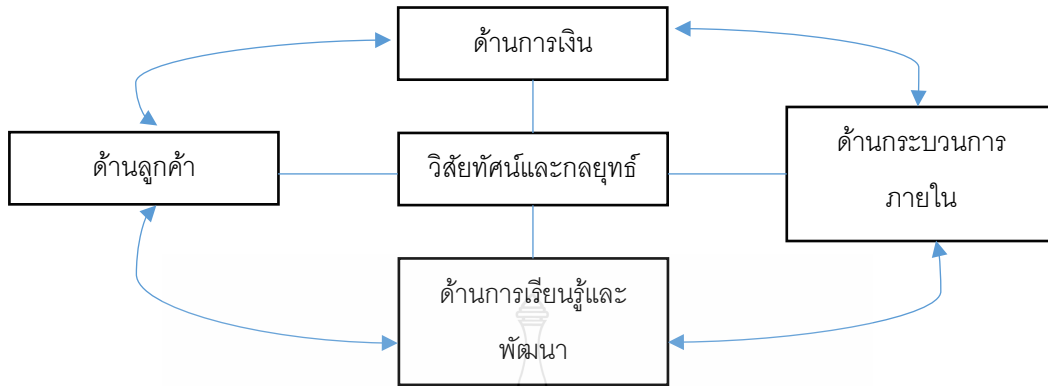 ด้านการเงิน
ด้านลูกค้า
วิสัยทัศน์และกลยุทธ์
ด้านกระบวนการ
ภายใน
ด้านการเรียนรู้และ
พัฒนา